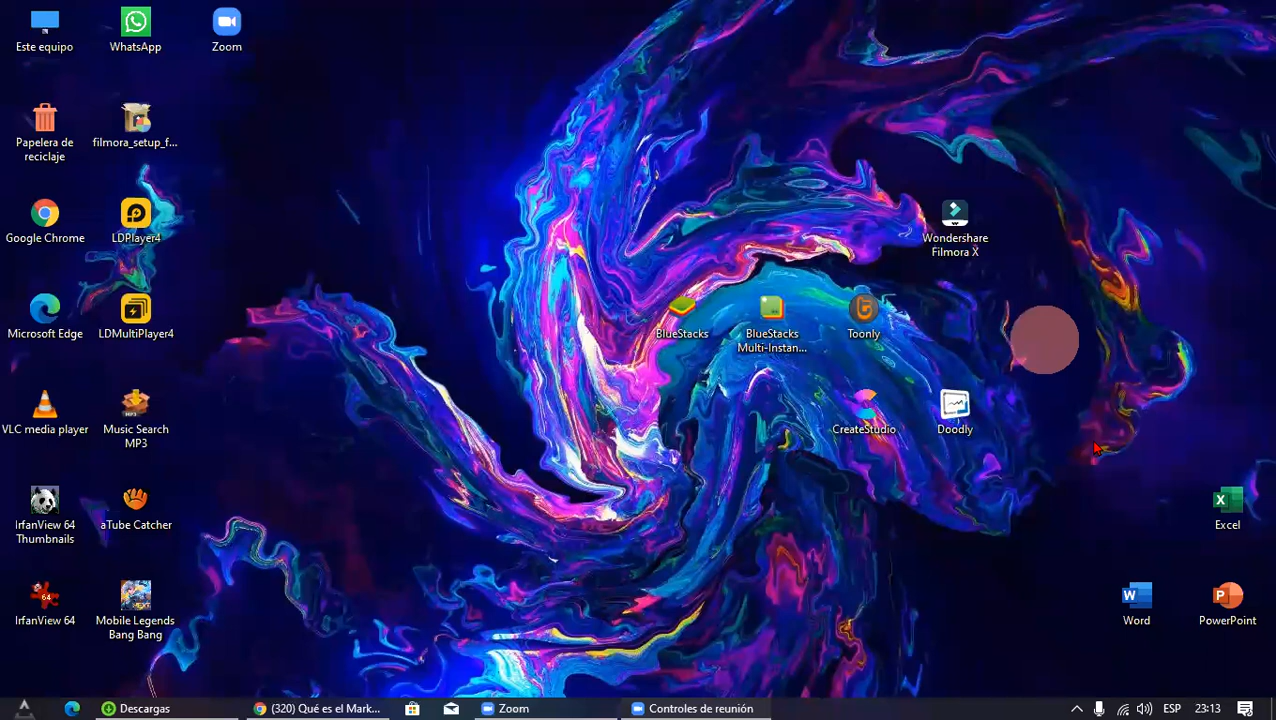 Este equipo
WhatsApp
Zoom
Papelera de
reciclaje
filmora_setup_f...
Google Chrome
LDPlayer4
Wondershare
Filmora X
Microsoft Edge
LDMultiPlayer4
BlueStacks
BlueStacks
Multi-Instan...
Toonly
VLC media player
Music Search
MP3
CreateStudio
Doodly
IrfanView 64
Thumbnails
aTube Catcher
Excel
IrfanView 64
Mobile Legends
Bang Bang
Word
PowerPoint
Descargas
(320) Qué es el Mark...
Zoom
Controles de reunión
ESP
23:13